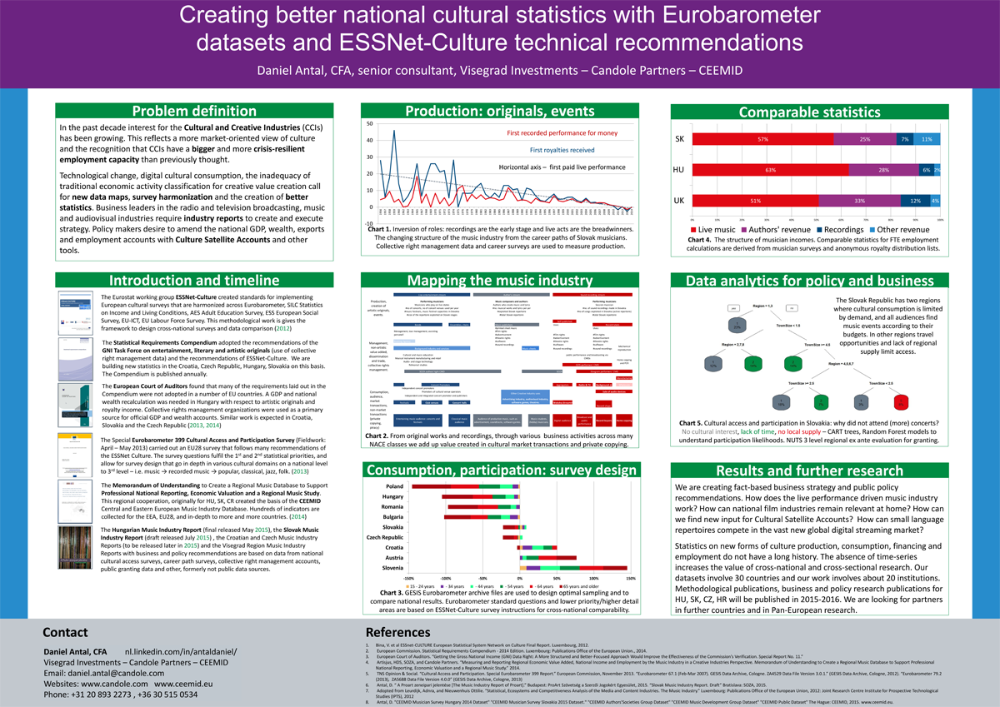 Creating better national cultural statistics with Eurobarometer
datasets and ESSNet-Culture technical recommendations
Daniel Antal, CFA, senior consultant, Visegrad Investments – Candole Partners – CEEMID
Problem definition
In the past decade interest for the Cultural and Creative Industries (CCIs)
has been growing. This reflects a more market-oriented view of culture
and the recognition that CCIs have a bigger and more crisis-resilient
employment capacity than previously thought.
Technological change, digital cultural consumption, the inadequacy of
traditional economic activity classification for creative value creation call
for new data maps, survey harmonization and the creation of better
statistics. Business leaders in the radio and television broadcasting, music
and audiovisual industries require industry reports to create and execute
strategy. Policy makers desire to amend the national GDP, wealth, exports
and employment accounts with Culture Satellite Accounts and other
tools.
Introduction and timeline
The Eurostat working group ESSNet-Culture created standards for implementing
European cultural surveys that are harmonized across Eurobarometer, SILC Statistics
on Income and Living Conditions, AES Adult Education Survey, ESS European Social
Survey, EU-ICT, EU Labour Force Survey. This methodological work is gives the
framework to design cross-national surveys and data comparison (2012)
The Statistical Requirements Compendium adopted the recommendations of the
GNI Task Force on entertainment, literary and artistic originals (use of collective
right management data) and the recommendations of ESSNet-Culture. We are
building new statistics in the Croatia, Czech Republic, Hungary, Slovakia on this basis.
The Compendium is published annually.
The European Court of Auditors found that many of the requirements laid out in the
Compendium were not adopted in a number of EU countries. A GDP and national
wealth recalculation was needed in Hungary with respect to artistic originals and
royalty income. Collective rights management organizations were used as a primary
source for official GDP and wealth accounts. Similar work is expected in Croatia,
Slovakia and the Czech Republic (2013, 2014)
The Special Eurobarometer 399 Cultural Access and Participation Survey (Fieldwork:
April – May 2013) carried out an EU28 survey that follows many recommendations of
the ESSNet Culture. The survey questions fulfil the 1st and 2nd statistical priorities, and
allow for survey design that go in depth in various cultural domains on a national level
to 3rd level – i.e. music → recorded music → popular, classical, jazz, folk. (2013)
The Memorandum of Understanding to Create a Regional Music Database to Support
Professional National Reporting, Economic Valuation and a Regional Music Study.
This regional cooperation, originally for HU, SK, CR created the basis of the CEEMID
Central and Eastern European Music Industry Database. Hundreds of indicators are
collected for the EEA, EU28, and in-depth to more and more countries. (2014)
The Hungarian Music Industry Report (final released May 2015), the Slovak Music
Industry Report (draft released July 2015) , the Croatian and Czech Music Industry
Reports (to be released later in 2015) and the Visegrad Region Music Industry
Reports with business and policy recommendations are based on data from national
cultural access surveys, career path surveys, collective right management accounts,
public granting data and other, formerly not public data sources.
Production: originals, events
50
40
30
20
10
0
-10
First recorded performance for money
First royalties received
Horizontal axis – first paid live performance
Chart 1. Inversion of roles: recordings are the early stage and live acts are the breadwinners.
The changing structure of the music industry from the career paths of Slovak musicians.
Collective right management data and career surveys are used to measure production.
Mapping the music industry
Production,
creation of
artistic originals,
events.
Management,
non-artistic
value added,
dissemination
and trade,
collective rights
management.
Consumption,
audience,
market
transactions,
non-market
transactions
(private
copying,
piracy)
Chart 2. From original works and recordings, through various business activities across many
NACE classes we add up value created in cultural market transactions and private copying.
Consumption, participation: survey design
Poland
Hungary
Romania
Bulgaria
Slovakia
Czech Republic
Croatia
Austria
Slovenia
-150% -100% -50% 0% 50% 100% 150%
15 - 24 years - 34 years - 44 years - 54 years - 64 years 65 years and older
Chart 3. GESIS Eurobarometer archive files are used to design optimal sampling and to
compare national results. Eurobarometer standard questions and lower priority/higher detail
areas are based on ESSNet-Culture survey instructions for cross-national comparability.
Comparable statistics
SK 57% 25% 7% 11%
HU 63% 28% 6% 2%
UK 51% 33% 12% 4%
0% 10% 20% 30% 40% 50% 60% 70% 80% 90% 100%
Live music Authors' revenue Recordings Other revenue
Chart 4. The structure of musician incomes. Comparable statistics for FTE employment
calculations are derived from musician surveys and anonymous royalty distribution lists.
Data analytics for policy and business
The Slovak Republic has two regions
where cultural consumption is limited
by demand, and all audiences find
music events according to their
budgets. In other regions travel
opportunities and lack of regional
supply limit access.
Region = 1,3
yes
no
TownSize = 1.6
Region = 2,7,8
TownSize >= 4.5
Region = 4,5,6,7
TownSize >= 2.5
TownSize = 2.5
Chart 5. Cultural access and participation in Slovakia: why did not attend (more) concerts?
No cultural interest, lack of time, no local supply – CART trees, Random Forest models to
understand participation likelihoods. NUTS 3 level regional ex ante evaluation for granting.
Results and further research
We are creating fact-based business strategy and public policy
recommendations. How does the live performance driven music industry
work? How can national film industries remain relevant at home? How can
we find new input for Cultural Satellite Accounts? How can small language
repertoires compete in the vast new global digital streaming market?
Statistics on new forms of culture production, consumption, financing and
employment do not have a long history. The absence of time-series
increases the value of cross-national and cross-sectional research. Our
datasets involve 30 countries and our work involves about 20 institutions.
Methodological publications, business and policy research publications for
HU, SK, CZ, HR will be published in 2015-2016. We are looking for partners
in further countries and in Pan-European research.
Contact
Daniel Antal, CFA nl.linkedin.com/in/antaldaniel/
Visegrad Investments – Candole Partners – CEEMID
Email: daniel.antal@candole.com
Websites: www.candole.com www.ceemid.eu
Phone: +31 20 893 2273 , +36 30 515 0534
References
1. Bina, V. et al ESSnet-CULTURE European Statistical System Network on Culture Final Report. Luxembourg, 2012.
2. European Commission. Statistical Requirements Compendium - 2014 Edition. Luxembourg: Publications Office of the European Union., 2014.
3. European Court of Auditors. "Getting the Gross National Income (GNI) Data Right: A More Structured and Better-Focused Approach Would Improve the Effectiveness of the Commission's Verification. Special Report No. 11."
4. Artisjus, HDS, SOZA, and Candole Partners. "Measuring and Reporting Regional Economic Value Added, National Income and Employment by the Music Industry in a Creative Industries Perspective. Memorandum of Understanding to Create a Regional Music Database to Support Professional
National Reporting, Economic Valuation and a Regional Music Study." 2014.
5. TNS Opinion & Social. "Cultural Access and Participation. Special Eurobarometer 399 Report." European Commission, November 2013. "Eurobarometer 67.1 (Feb-Mar 2007), GESIS Data Archive, Cologne. ZA4529 Data File Version 3.0.1." (GESIS Data Archive, Cologne, 2012). "Eurobarometer 79.2
(2013), ZA5688 Data File Version 4.0.0" (GESIS Data Archive, Cologne, 2013)
6. Antal, D. " A Proart zeneipari jelentése [The Music Industry Report of Proart]." Budapest: ProArt Szövetség a Szerzői Jogokért Egyesület, 2015. "Slovak Music Industry Report. Draft" Bratislava: SOZA, 2015.
7. Adopted from Leurdijk, Adnra, and Nieuwenhuis Ottilie. "Statistical, Ecosystems and Competitiveness Analysis of the Media and Content Industries. The Music Industry." Luxembourg: Publications Office of the European Union, 2012: Joint Research Centre Institute for Prospective Technological
Studies (IPTS), 2012
8. Antal, D. "CEEMID Musician Survey Hungary 2014 Dataset" "CEEMID Musician Survey Slovakia 2015 Dataset." "CEEMID Authors'Societies Group Dataset" "CEEMID Music Development Group Dataset" "CEEMID Public Dataset" The Hague: CEEMID, 2015. www.ceemid.eu.